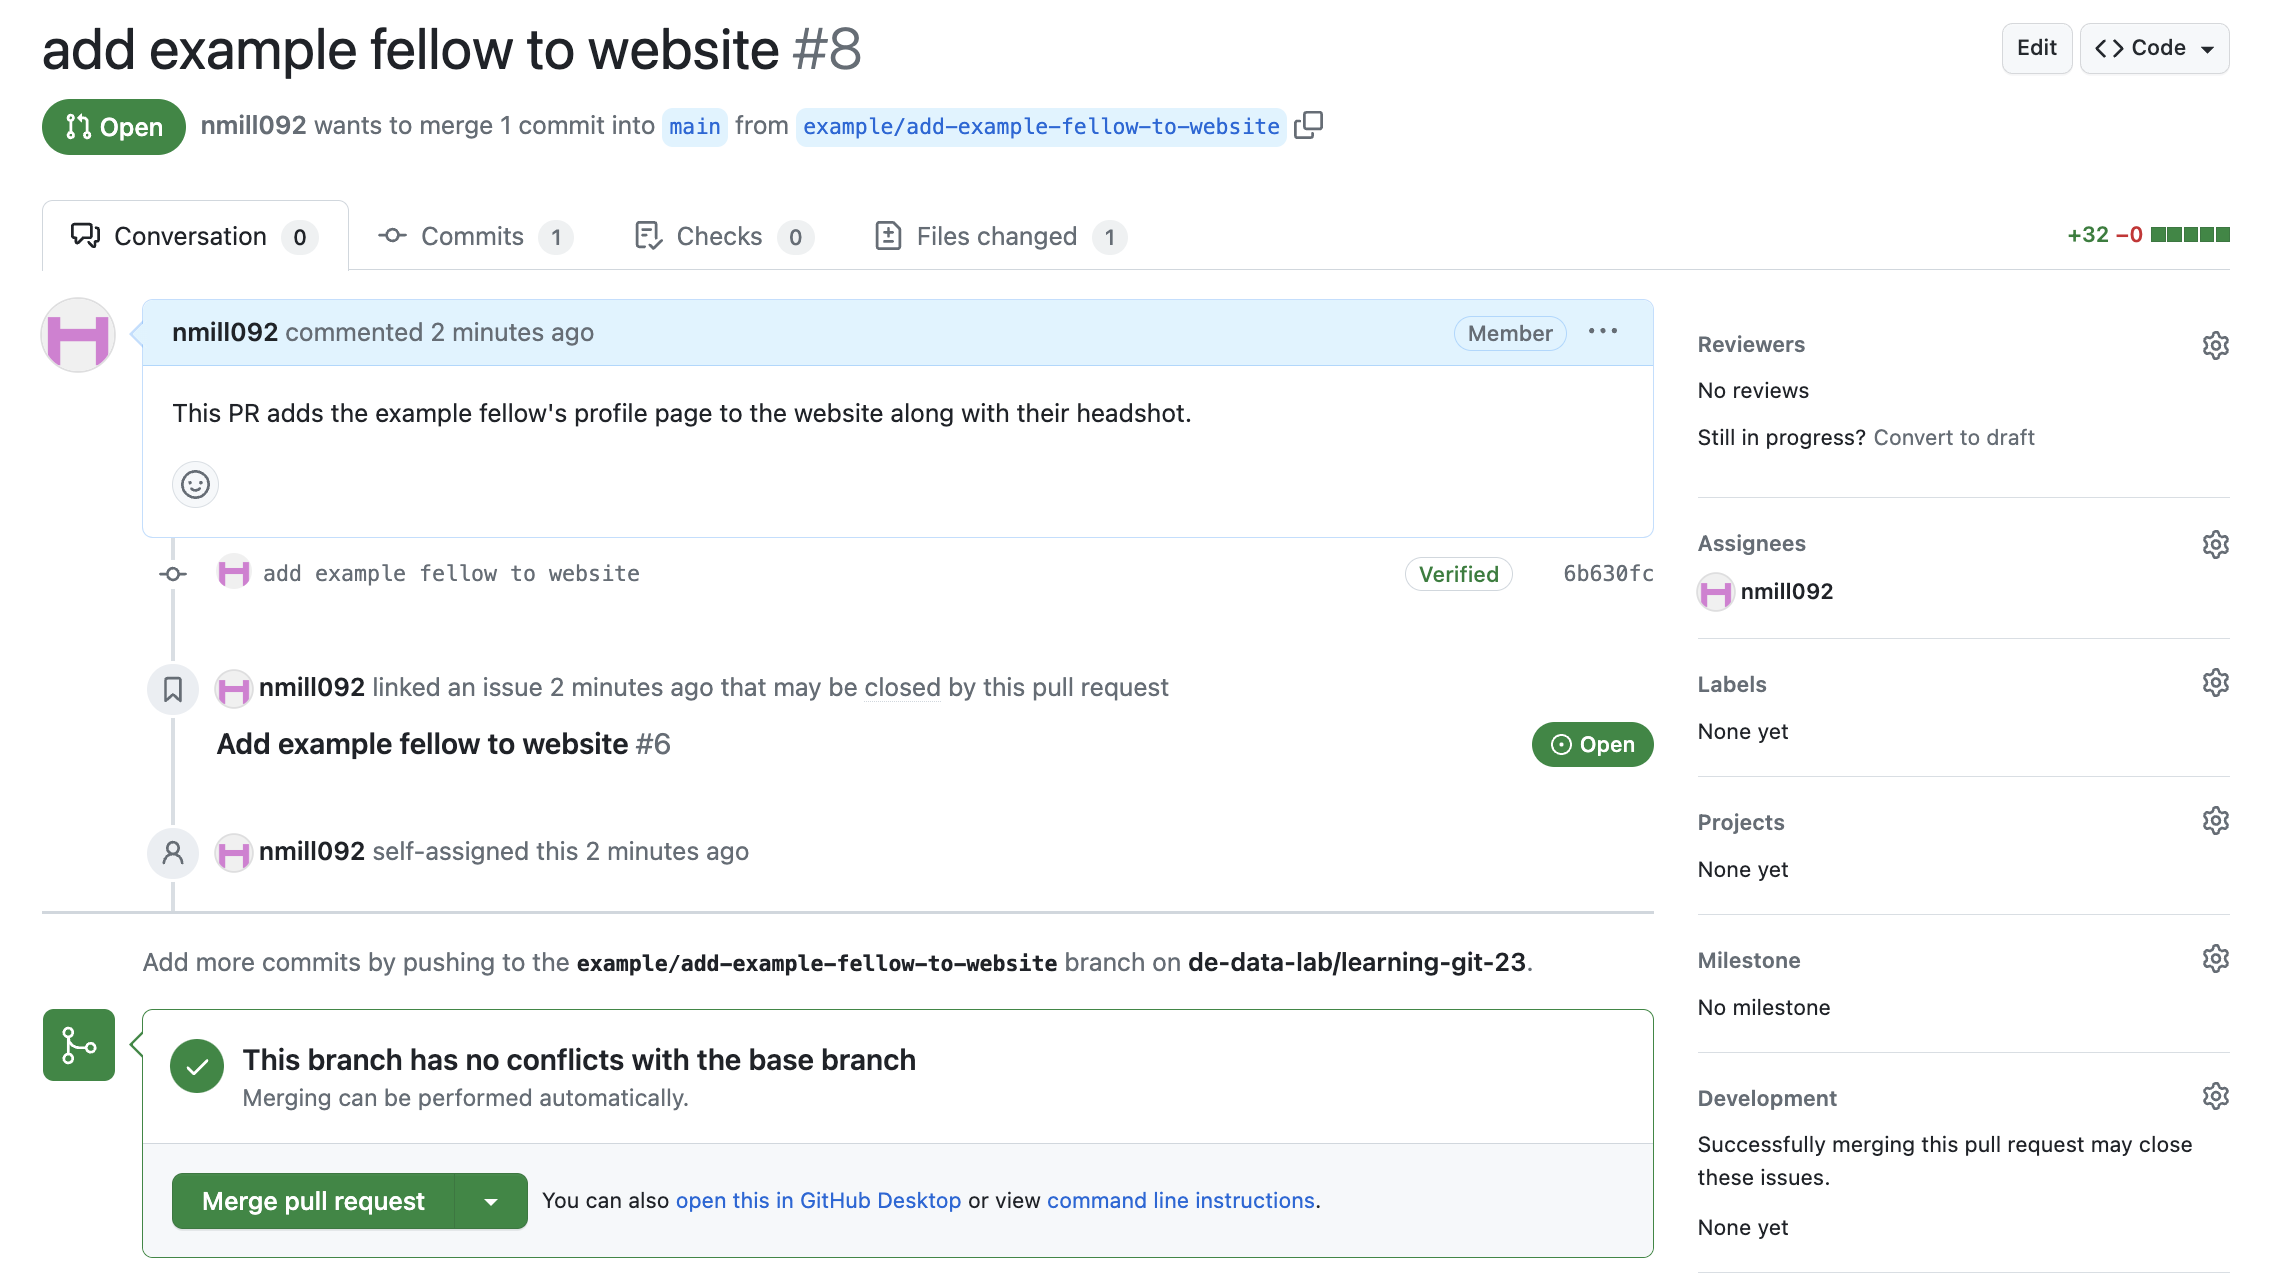 add example fellow to website #8
Edit
Code
Open
nmill092 wants to merge 1 commit into main from example/add-example-fellow-to-website
Conversation 0
Commits 1
Checks 0
Files changed 1
+32 −0
nmill092 commented 2 minutes ago
Member
This PR adds the example fellow's profile page to the website along with their headshot.
add example fellow to website
Verified
6b630fc
nmill092 linked an issue 2 minutes ago that may be closed by this pull request
Add example fellow to website #6
Open
nmill092 self-assigned this 2 minutes ago
Add more commits by pushing to the example/add-example-fellow-to-website branch on de-data-lab/learning-git-23.
This branch has no conflicts with the base branch
Merging can be performed automatically.
Merge pull request
You can also open this in GitHub Desktop or view command line instructions.
Reviewers
No reviews
Still in progress? Convert to draft
Assignees
nmill092
Labels
None yet
Projects
None yet
Milestone
No milestone
Development
Successfully merging this pull request may close
these issues.
None yet